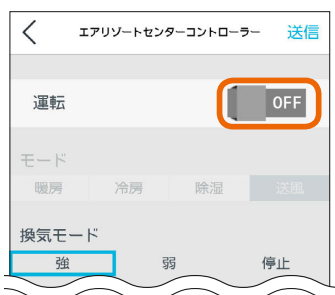 エアリゾートセンターコントローラー 送信
運転 OFF
モード
暖房 冷房 除湿 送風
換気モード
強 弱 停止